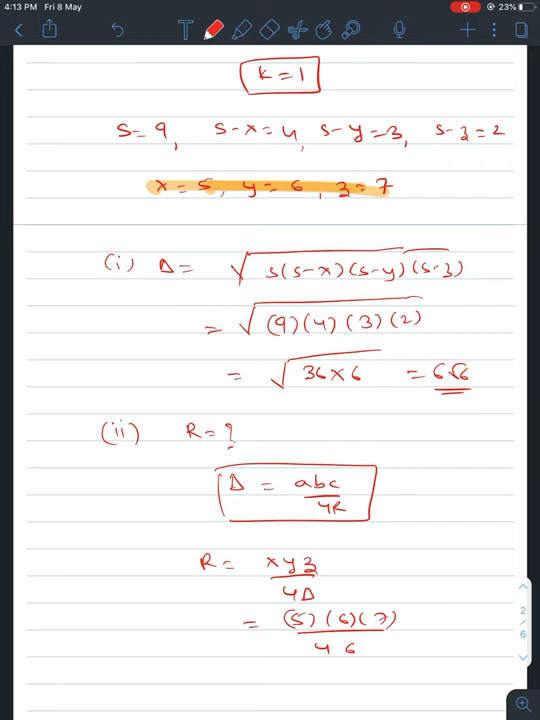 4:13 PM Fri 8 May 23%
K = 1
S = 9, S-x = 4, S-y = 3, S-z = 2
x = 5, y = 6, z = 7
(i) Δ = √s(s-x)(s-y)(s-z)
= √(9)(4)(3)(2)
= √36×6 = 6√6
(ii) R = ?
Δ = abc/4R
R = xyz/4Δ
= (5)(6)(7)/4 6
2/6